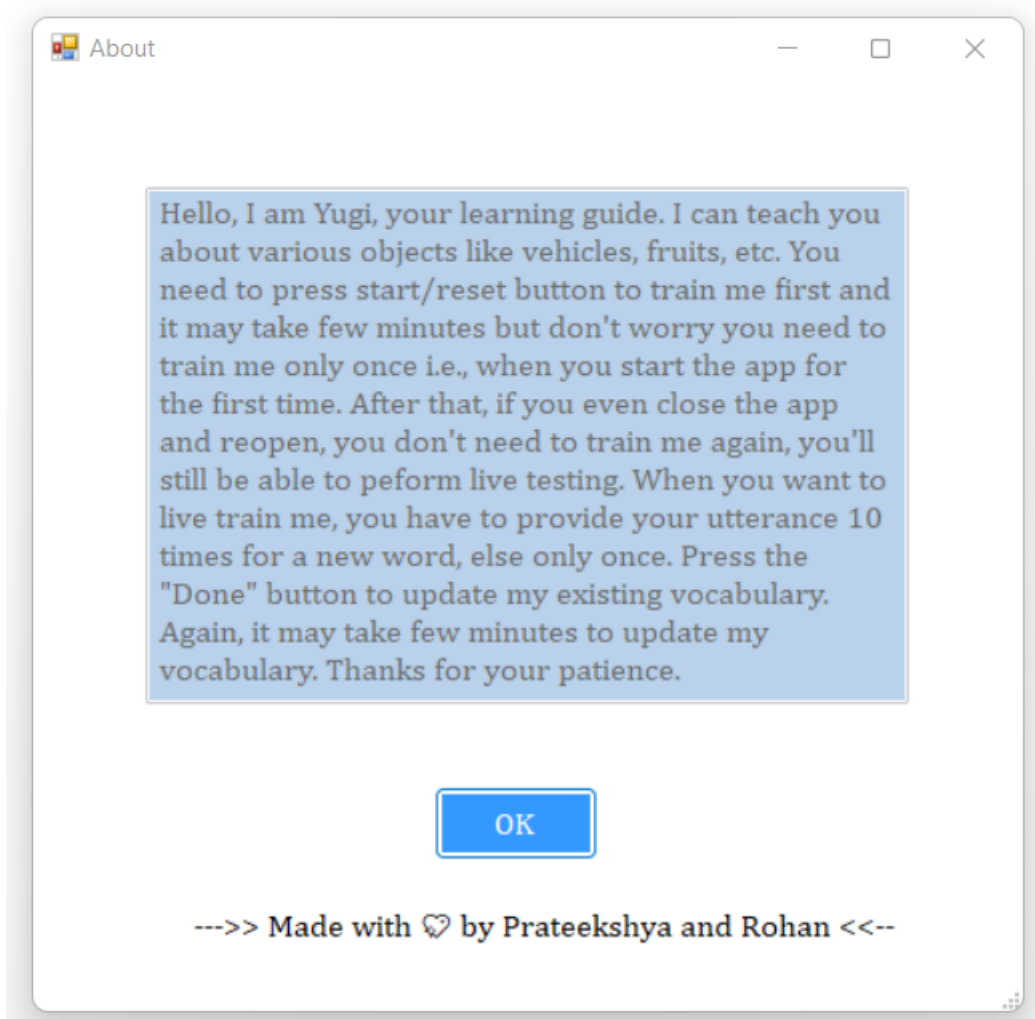 About
Hello, I am Yugi, your learning guide. I can teach you
about various objects like vehicles, fruits, etc. You
need to press start/reset button to train me first and
it may take few minutes but don't worry you need to
train me only once i.e., when you start the app for
the first time. After that, if you even close the app
and reopen, you don't need to train me again, you'll
still be able to peform live testing. When you want to
live train me, you have to provide your utterance 10
times for a new word, else only once. Press the
"Done" button to update my existing vocabulary.
Again, it may take few minutes to update my
vocabulary. Thanks for your patience.
OK
--->> Made with 💘 by Prateekshya and Rohan <<--